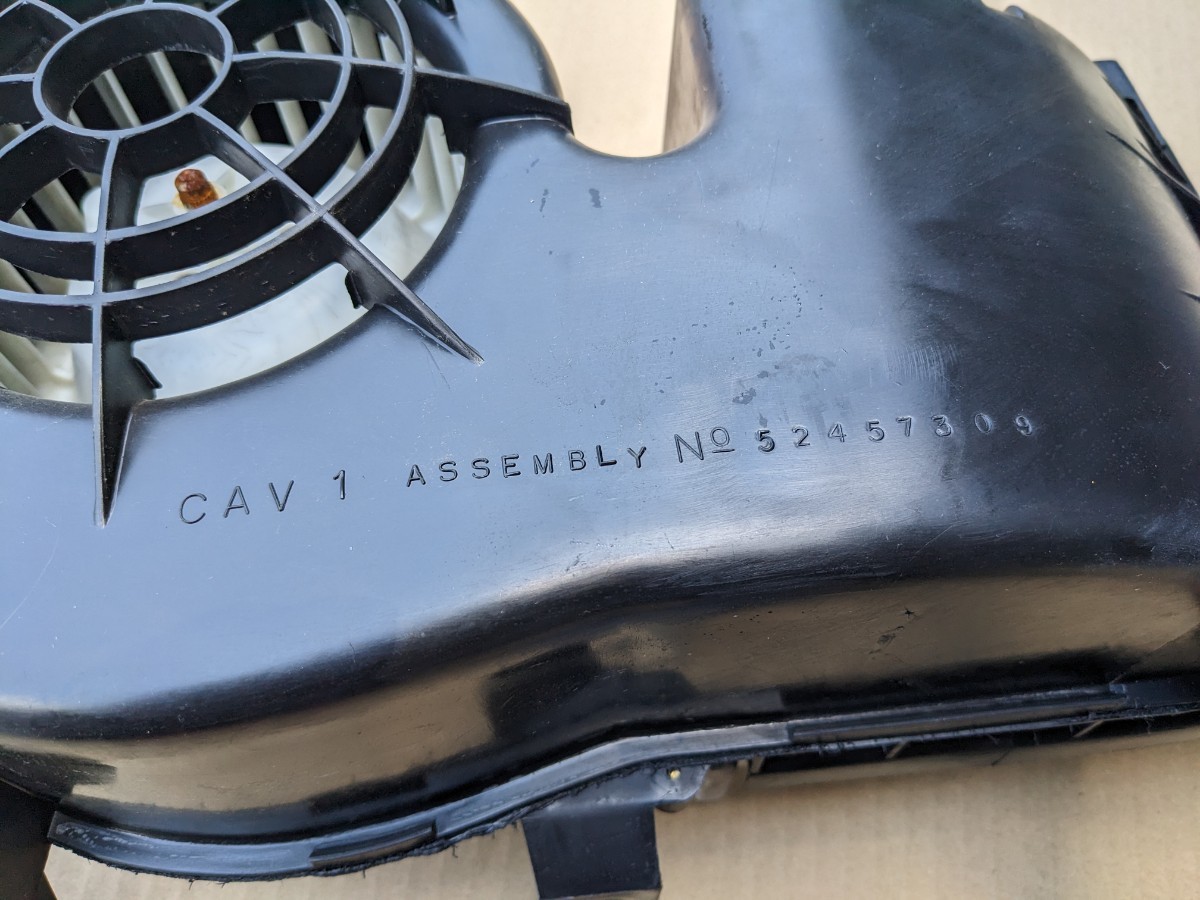 CAV 1 ASSEMBLY Nº 52457309